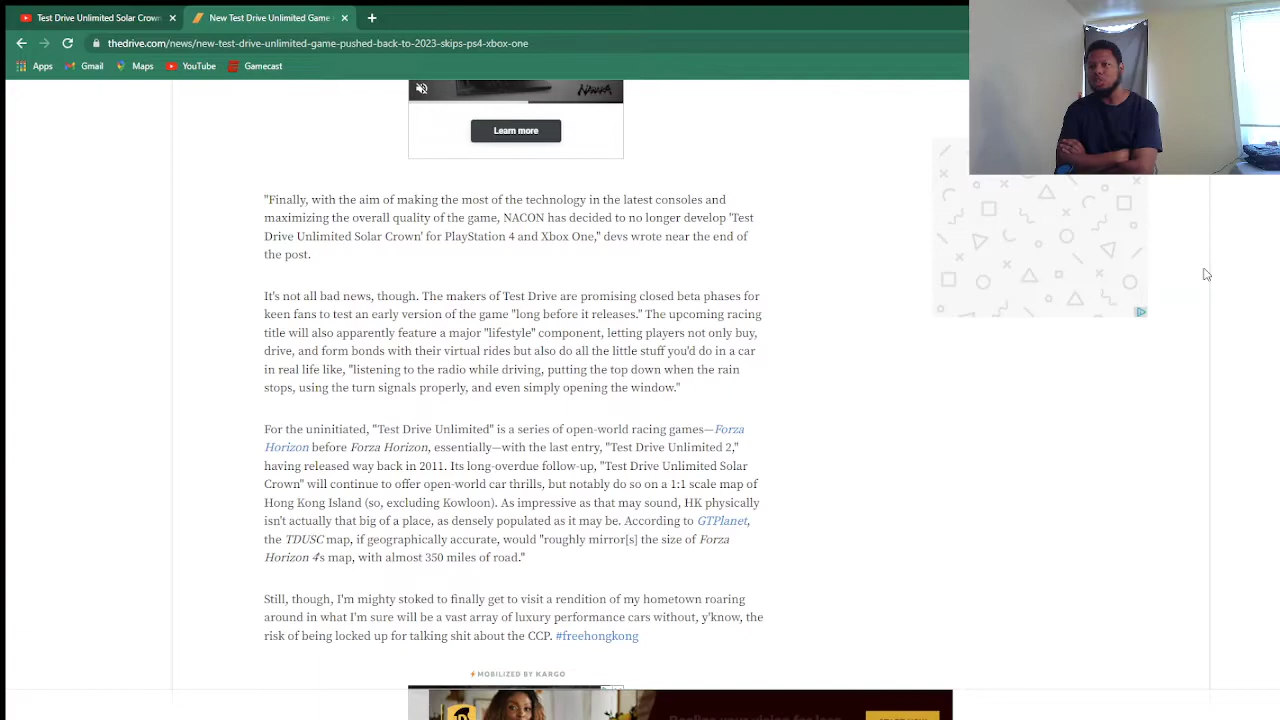 Test Drive Unlimited Solar Crown
New Test Drive Unlimited Game
thedrive.com/news/new-test-drive-unlimited-game-pushed-back-to-2023-skips-ps4-xbox-one
Apps Gmail Maps YouTube Gamecast
Learn more
"Finally, with the aim of making the most of the technology in the latest consoles and
maximizing the overall quality of the game, NACON has decided to no longer develop 'Test
Drive Unlimited Solar Crown' for PlayStation 4 and Xbox One," devs wrote near the end of
the post.
It's not all bad news, though. The makers of Test Drive are promising closed beta phases for
keen fans to test an early version of the game "long before it releases." The upcoming racing
title will also apparently feature a major "lifestyle" component, letting players not only buy,
drive, and form bonds with their virtual rides but also do all the little stuff you'd do in a car
in real life like, "listening to the radio while driving, putting the top down when the rain
stops, using the turn signals properly, and even simply opening the window."
For the uninitiated, "Test Drive Unlimited" is a series of open-world racing games—Forza
Horizon before Forza Horizon, essentially—with the last entry, "Test Drive Unlimited 2,"
having released way back in 2011. Its long-overdue follow-up, "Test Drive Unlimited Solar
Crown" will continue to offer open-world car thrills, but notably do so on a 1:1 scale map of
Hong Kong Island (so, excluding Kowloon). As impressive as that may sound, HK physically
isn't actually that big of a place, as densely populated as it may be. According to GTPlanet,
the TDUSC map, if geographically accurate, would "roughly mirror[s] the size of Forza
Horizon 4's map, with almost 350 miles of road."
Still, though, I'm mighty stoked to finally get to visit a rendition of my hometown roaring
around in what I'm sure will be a vast array of luxury performance cars without, y'know, the
risk of being locked up for talking shit about the CCP. #freehongkong
MOBILIZED BY KARGO